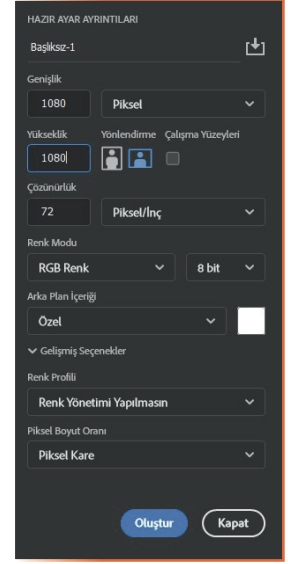 HAZIR AYAR AYRINTILARI
Başlıksız-1
Genişlik
1080 Piksel
Yükseklik Yönlendirme Çalışma Yüzeyleri
1080
Çözünürlük
72 Piksel/İnç
Renk Modu
RGB Renk 8 bit
Arka Plan İçeriği
Özel
Gelişmiş Seçenekler
Renk Profili
Renk Yönetimi Yapılmasın
Piksel Boyut Oranı
Piksel Kare
Oluştur Kapat